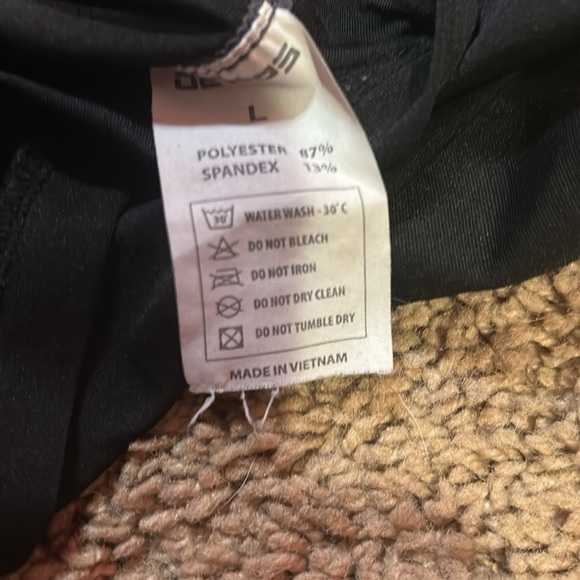 L
POLYESTER 87%
SPANDEX 13%
30°
WATER WASH - 30°C
DO NOT BLEACH
DO NOT IRON
DO NOT DRY CLEAN
DO NOT TUMBLE DRY
MADE IN VIETNAM